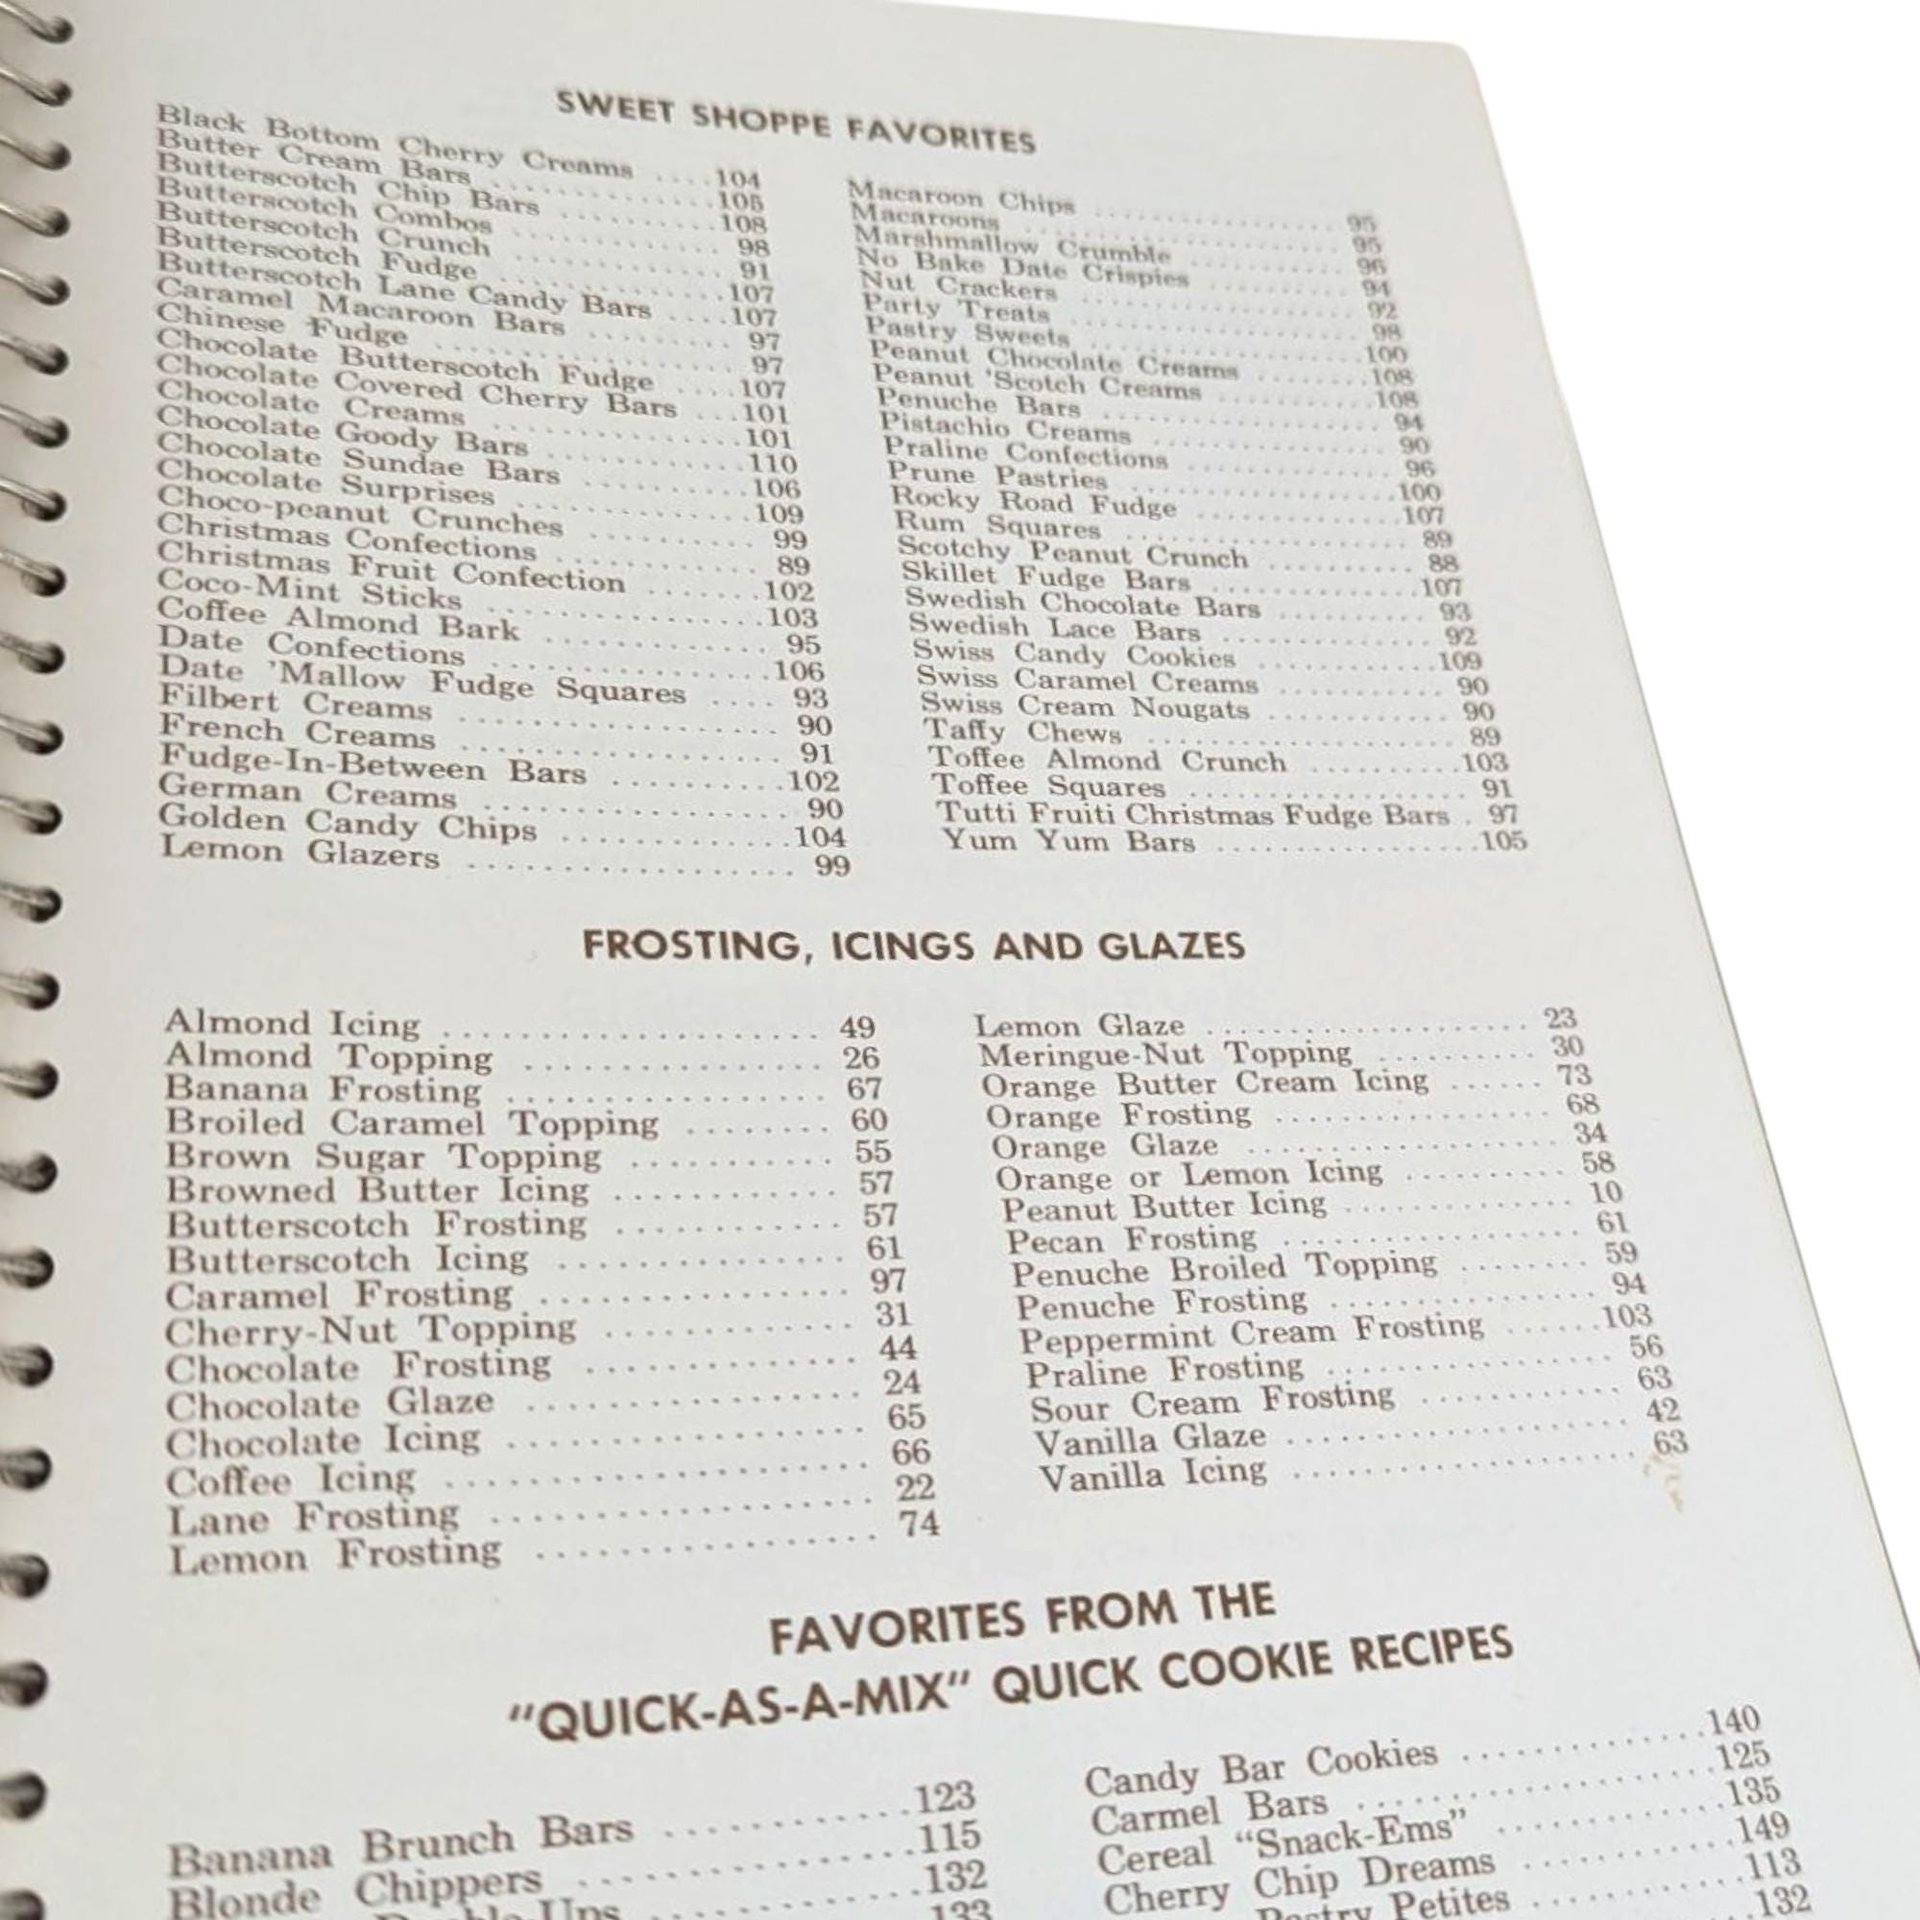 SWEET SHOPPE FAVORITES
Black Bottom Cherry Creams ....104
Butter Cream Bars ............105
Butterscotch Chip Bars ..........108
Butterscotch Combos ............ 98
Butterscotch Crunch ............ 91
Butterscotch Fudge .............107
Butterscotch Lane Candy Bars ....107
Caramel Macaroon Bars ......... 97
Chinese Fudge ................. 97
Chocolate Butterscotch Fudge ....107
Chocolate Covered Cherry Bars ...101
Chocolate Creams ..............101
Chocolate Goody Bars ...........110
Chocolate Sundae Bars ..........106
Chocolate Surprises .............109
Choco-peanut Crunches .......... 99
Christmas Confections ........... 89
Christmas Fruit Confection .......102
Coco-Mint Sticks ...............103
Coffee Almond Bark ............ 95
Date Confections ...............106
Date 'Mallow Fudge Squares .... 93
Filbert Creams ................. 90
French Creams ................. 91
Fudge-In-Between Bars ..........102
German Creams ................ 90
Golden Candy Chips .............104
Lemon Glazers ................. 99
Macaroon Chips ................ 95
Macaroons .................... 95
Marshmallow Crumble ........... 96
No Bake Date Crispies .......... 94
Nut Crackers .................. 92
Party Treats .................. 98
Pastry Sweets .................100
Peanut Chocolate Creams ........108
Peanut 'Scotch Creams ..........108
Penuche Bars .................. 94
Pistachio Creams ............... 90
Praline Confections ............. 96
Prune Pastries .................100
Rocky Road Fudge .............107
Rum Squares .................. 89
Scotchy Peanut Crunch .......... 88
Skillet Fudge Bars .............107
Swedish Chocolate Bars ......... 93
Swedish Lace Bars ............. 92
Swiss Candy Cookies ............109
Swiss Caramel Creams .......... 90
Swiss Cream Nougats ........... 90
Taffy Chews .................. 89
Toffee Almond Crunch ..........103
Toffee Squares ................. 91
Tutti Fruiti Christmas Fudge Bars . 97
Yum Yum Bars .................105
FROSTING, ICINGS AND GLAZES
Almond Icing ................... 49
Almond Topping ................ 26
Banana Frosting ................. 67
Broiled Caramel Topping ........ 60
Brown Sugar Topping ........... 55
Browned Butter Icing ............ 57
Butterscotch Frosting ............ 57
Butterscotch Icing ............... 61
Caramel Frosting ................ 97
Cherry-Nut Topping ............. 31
Chocolate Frosting .............. 44
Chocolate Glaze ................ 24
Chocolate Icing ................. 65
Coffee Icing .................... 66
Lane Frosting ................... 22
Lemon Frosting ................. 74
Lemon Glaze ................... 23
Meringue-Nut Topping .......... 30
Orange Butter Cream Icing ...... 73
Orange Frosting ................ 68
Orange Glaze .................. 34
Orange or Lemon Icing ......... 58
Peanut Butter Icing ............. 10
Pecan Frosting ................. 61
Penuche Broiled Topping ........ 59
Penuche Frosting ............... 94
Peppermint Cream Frosting ......103
Praline Frosting ................ 56
Sour Cream Frosting ............ 63
Vanilla Glaze ................... 42
Vanilla Icing ................... 63
FAVORITES FROM THE
"QUICK-AS-A-MIX" QUICK COOKIE RECIPES
Banana Brunch Bars .............123
Blonde Chippers .................115
Ups ...............132
133
Candy Bar Cookies ..............140
Carmel Bars ...................125
Cereal "Snack-Ems" .............135
Cherry Chip Dreams ............149
Pastry Petites ............113
132